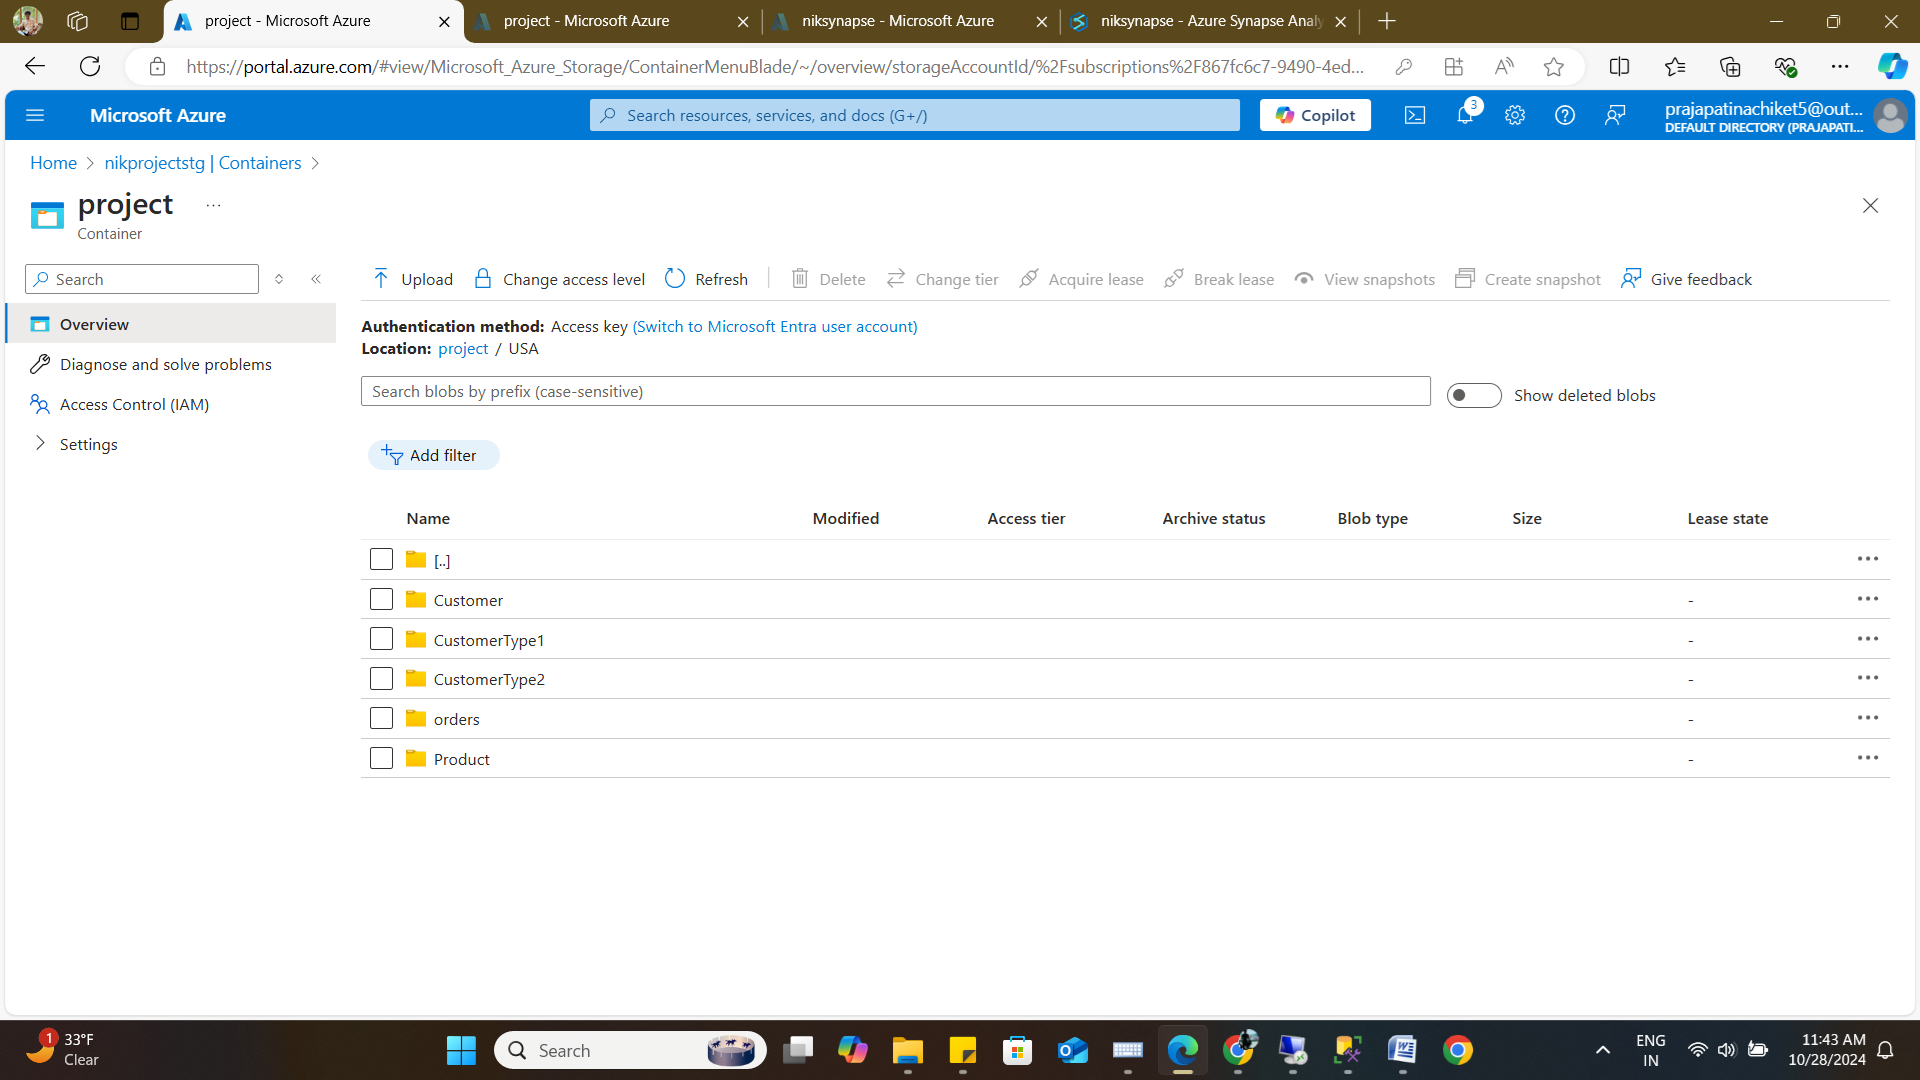 project - Microsoft Azure
project - Microsoft Azure
niksynapse - Microsoft Azure
niksynapse - Azure Synapse Analy
https://portal.azure.com/#view/Microsoft_Azure_Storage/ContainerMenuBlade/~/overview/storageAccountId/%2Fsubscriptions%2F867fc6c7-9490-4ed...
Microsoft Azure
Search resources, services, and docs (G+/)
Copilot
3
prajapatinachiket5@out...
DEFAULT DIRECTORY (PRAJAPATI...
Home > nikprojectstg | Containers >
project ...
Container
Search
Upload Change access level Refresh Delete Change tier Acquire lease Break lease View snapshots Create snapshot Give feedback
Overview
Diagnose and solve problems
Access Control (IAM)
Settings
Authentication method: Access key (Switch to Microsoft Entra user account)
Location: project / USA
Search blobs by prefix (case-sensitive)
Show deleted blobs
Add filter
Name Modified Access tier Archive status Blob type Size Lease state
[..]
Customer -
CustomerType1 -
CustomerType2 -
orders -
Product -
1
33°F
Clear
Search
ENG
IN
11:43 AM
10/28/2024